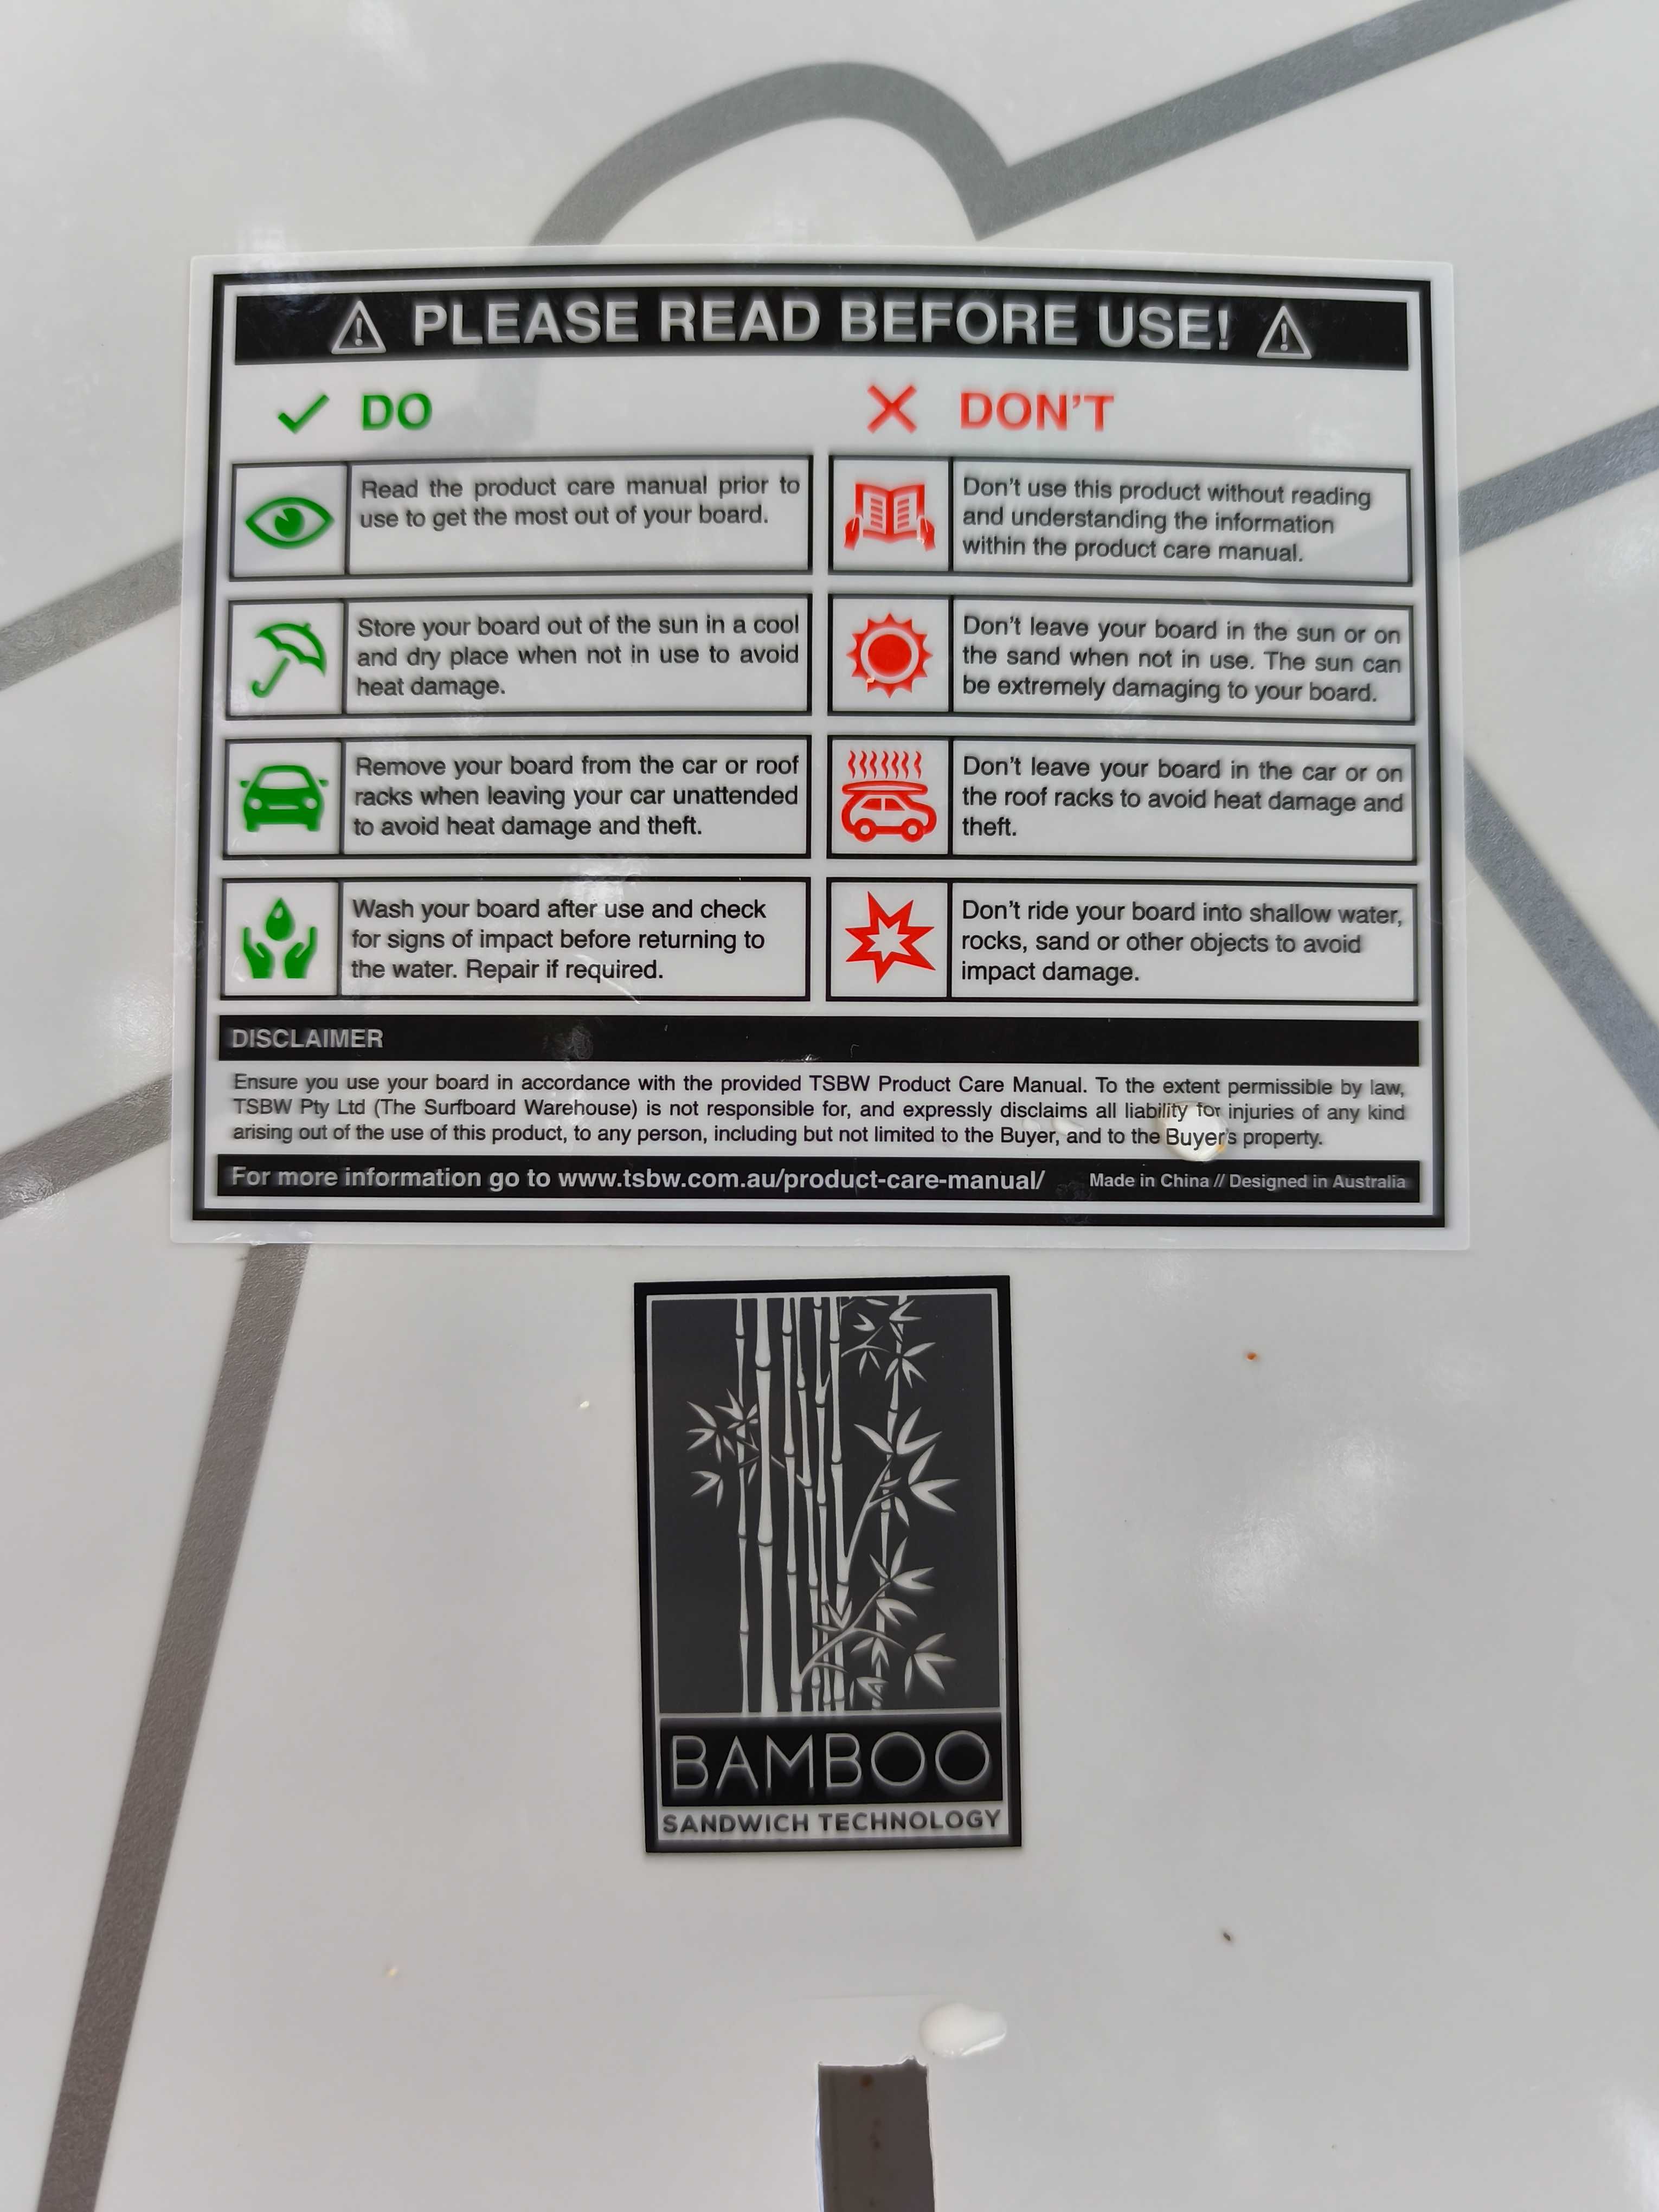 PLEASE READ BEFORE USE!
DO
DON'T
Read the product care manual prior to
use to get the most out of your board.
Don't use this product without reading
and understanding the information
within the product care manual.
Store your board out of the sun in a cool
and dry place when not in use to avoid
heat damage.
Don't leave your board in the sun or on
the sand when not in use. The sun can
be extremely damaging to your board.
Remove your board from the car or roof
racks when leaving your car unattended
to avoid heat damage and theft.
Don't leave your board in the car or on
the roof racks to avoid heat damage and
theft.
Wash your board after use and check
for signs of impact before returning to
the water. Repair if required.
Don't ride your board into shallow water,
rocks, sand or other objects to avoid
impact damage.
DISCLAIMER
Ensure you use your board in accordance with the provided TSBW Product Care Manual. To the extent permissible by law,
TSBW Pty Ltd (The Surfboard Warehouse) is not responsible for, and expressly disclaims all liability for injuries of any kind
arising out of the use of this product, to any person, including but not limited to the Buyer, and to the Buyer's property.
For more information go to www.tsbw.com.au/product-care-manual/
Made in China // Designed in Australia
BAMBOO
SANDWICH TECHNOLOGY